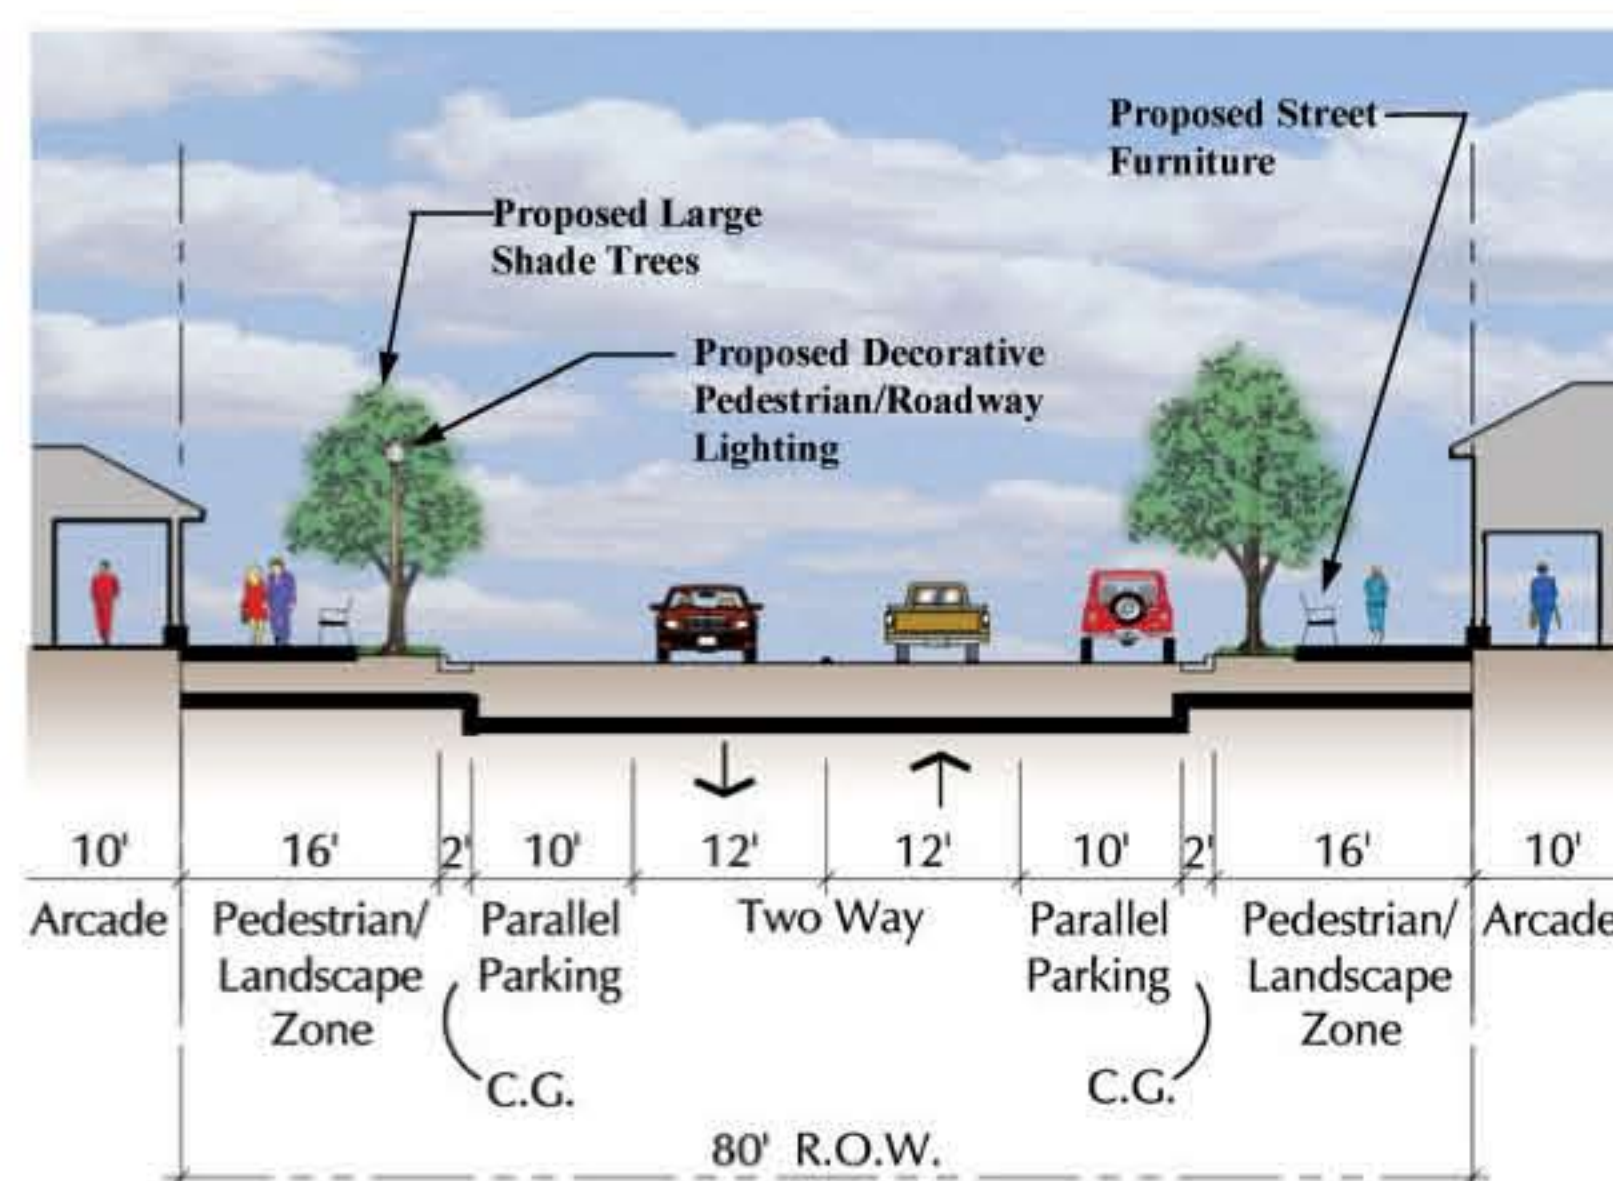 Proposed Street
Furniture
Proposed Large
Shade Trees
Proposed Decorative
Pedestrian/Roadway
Lighting
10' 16' 2' 10' 12' 12' 10' 2' 16' 10'
Arcade Pedestrian/ Parallel Two Way Parallel Pedestrian/ Arcade
Landscape Parking Parking Landscape
Zone Zone
C.G. C.G.
80' R.O.W.